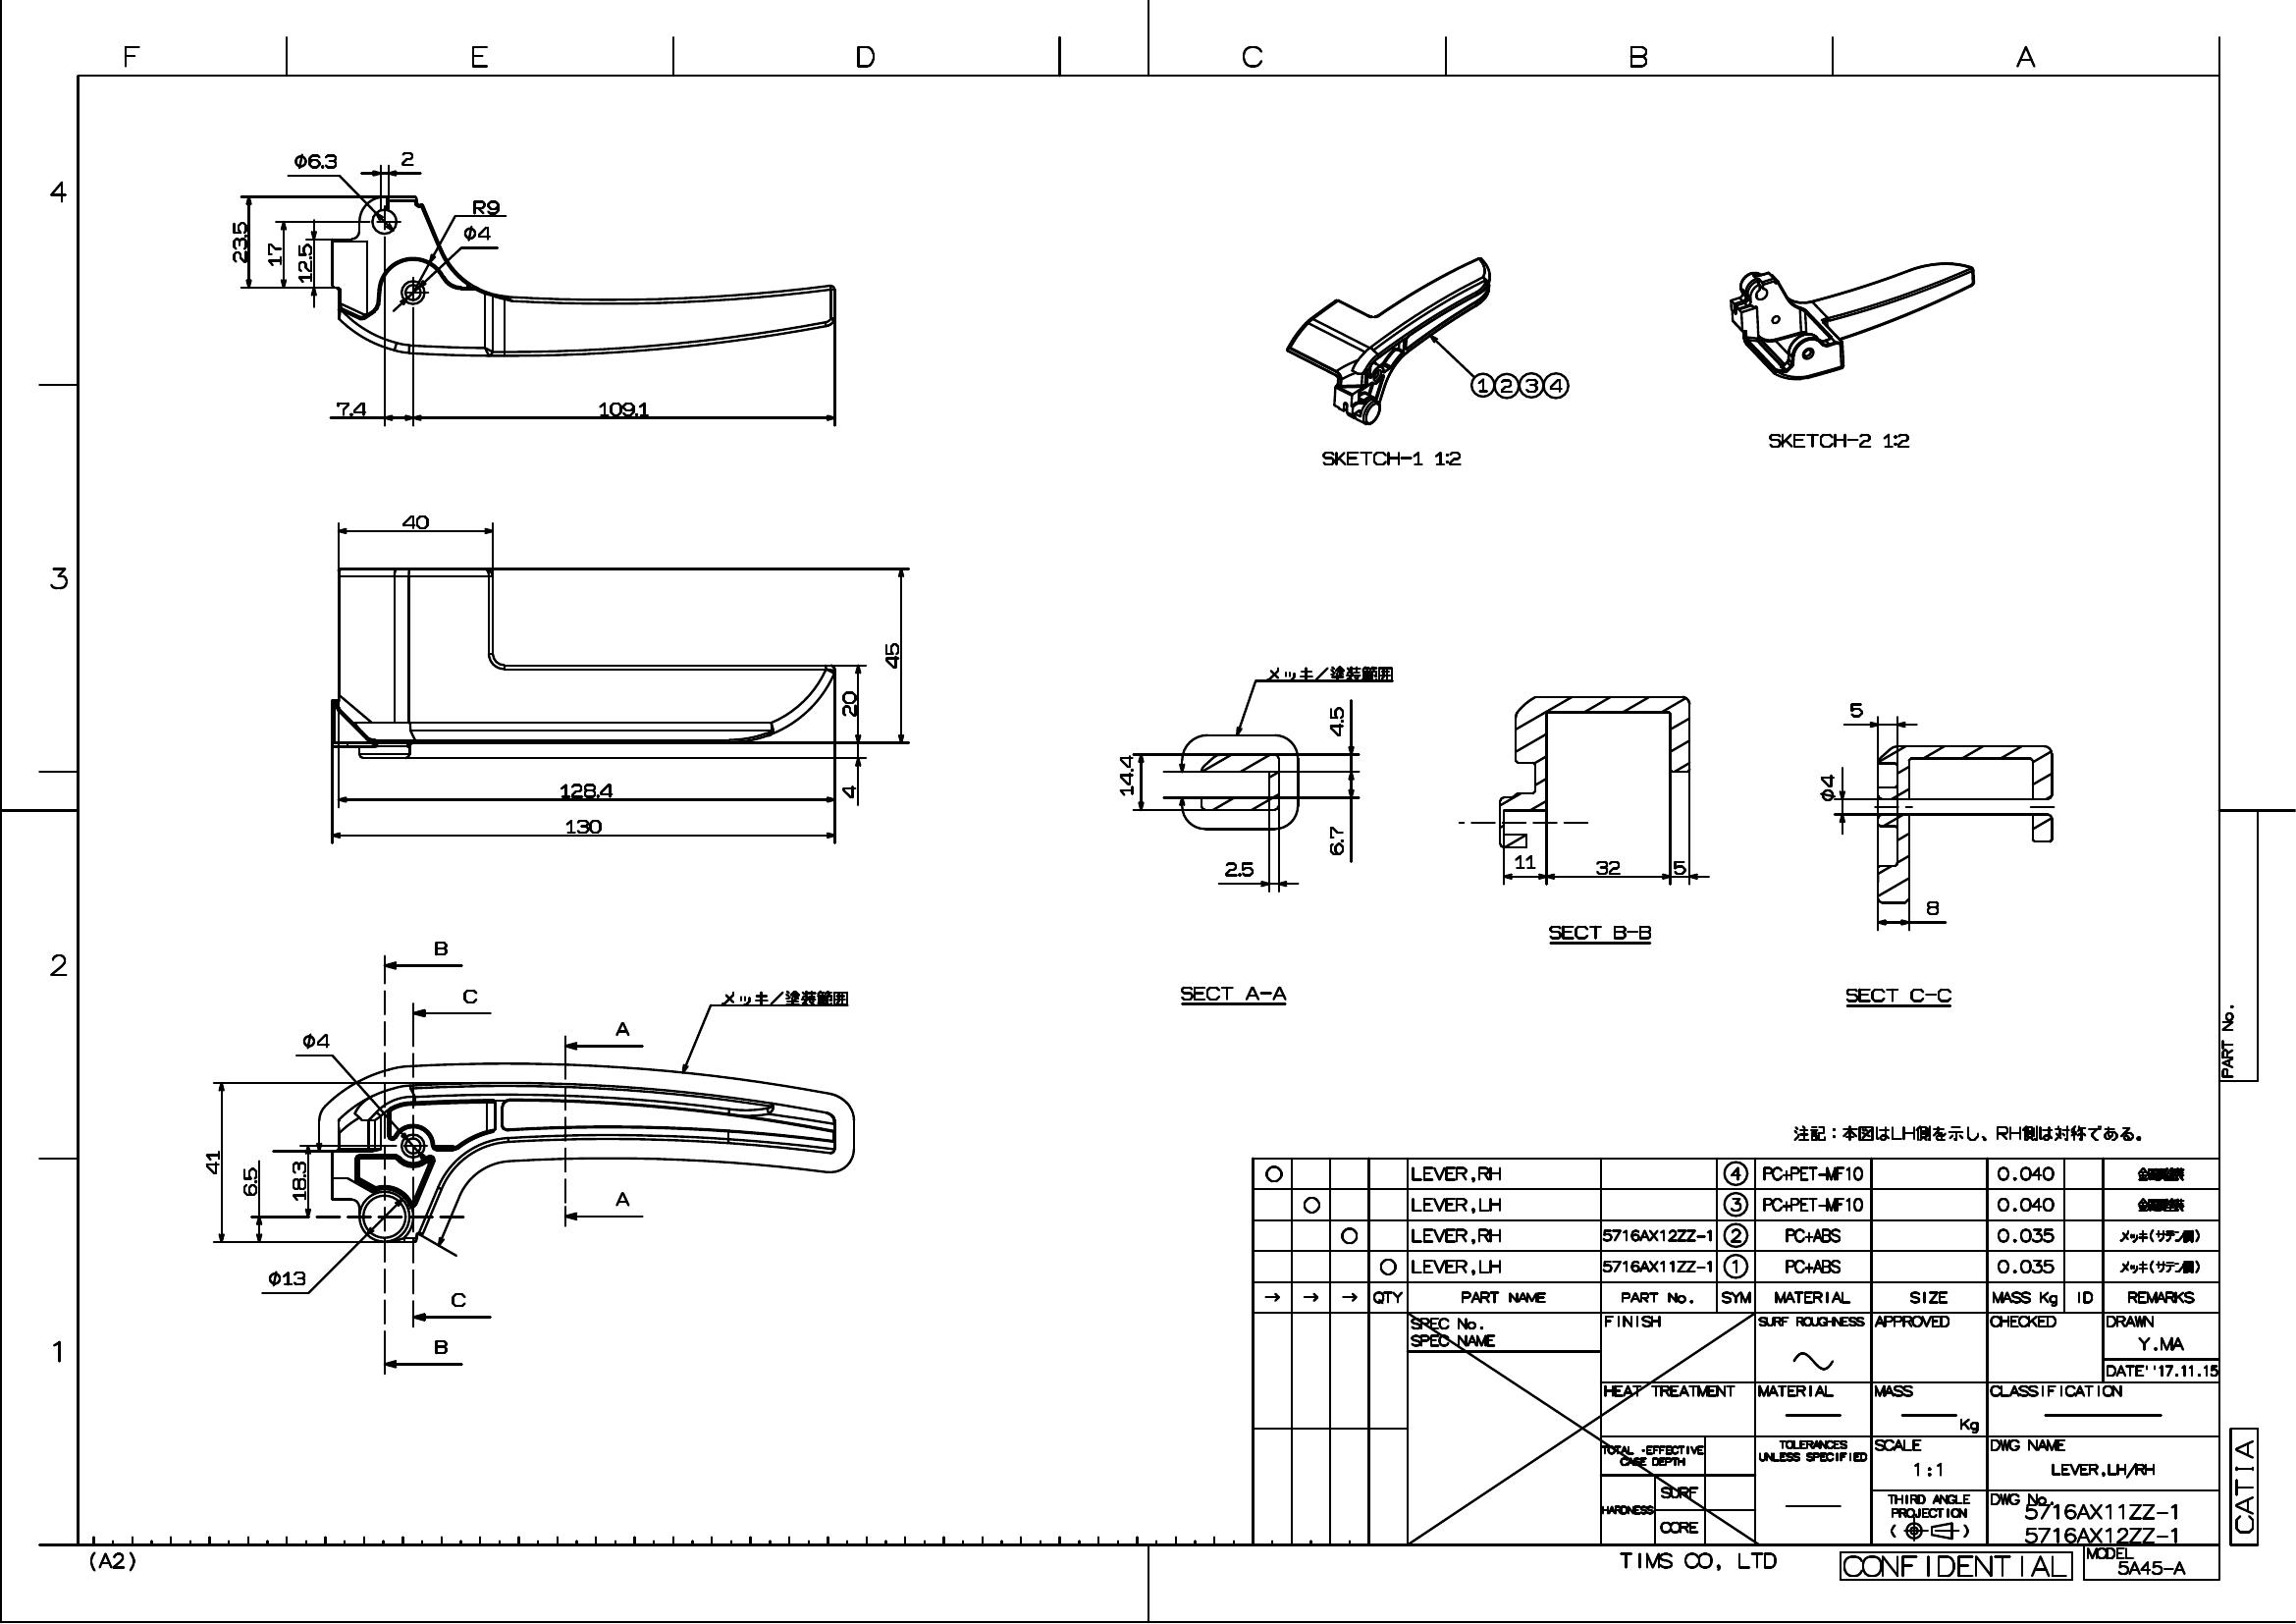 F E D C B A
4
3
2
1
Φ6.3
2
R9
Φ4
23.5
17
12.5
7.4
109.1
①②③④
SKETCH-1 1:2
SKETCH-2 1:2
40
45
20
4
128.4
130
メッキ/塗装範囲
14.4
4.5
6.7
2.5
SECT A-A
11
32
5
SECT B-B
5
Φ4
8
SECT C-C
B
C
A
メッキ/塗装範囲
Φ4
41
6.5
18.3
Φ13
A
C
B
PART No.
注記:本図はLH側を示し、RH側は対称である。
○ LEVER,RH ④ PC+PET-MF10 0.040
○ LEVER,LH ③ PC+PET-MF10 0.040
○ LEVER,RH 5716AX12ZZ-1 ② PC+ABS 0.035 メッキ(サテン調)
○ LEVER,LH 5716AX11ZZ-1 ① PC+ABS 0.035 メッキ(サテン調)
→ → → QTY PART NAME PART No. SYM MATERIAL SIZE MASS Kg ID REMARKS
SPEC No.
SPEC NAME
FINISH
SURF ROUGHNESS
APPROVED
CHECKED
DRAWN
Y.MA
DATE''17.11.15
HEAT TREATMENT
MATERIAL
MASS
Kg
CLASSIFICATION
TOTAL ·EFFECTIVE
CASE DEPTH
TOLERANCES
UNLESS SPECIFIED
SCALE
1:1
DWG NAME
LEVER,LH/RH
HARDNESS
SURF
CORE
THIRD ANGLE
PROJECTION
( )
DWG No.
5716AX11ZZ-1
5716AX12ZZ-1
CATIA
(A2)
TIMS CO, LTD
CONFIDENTIAL
MODEL
5A45-A